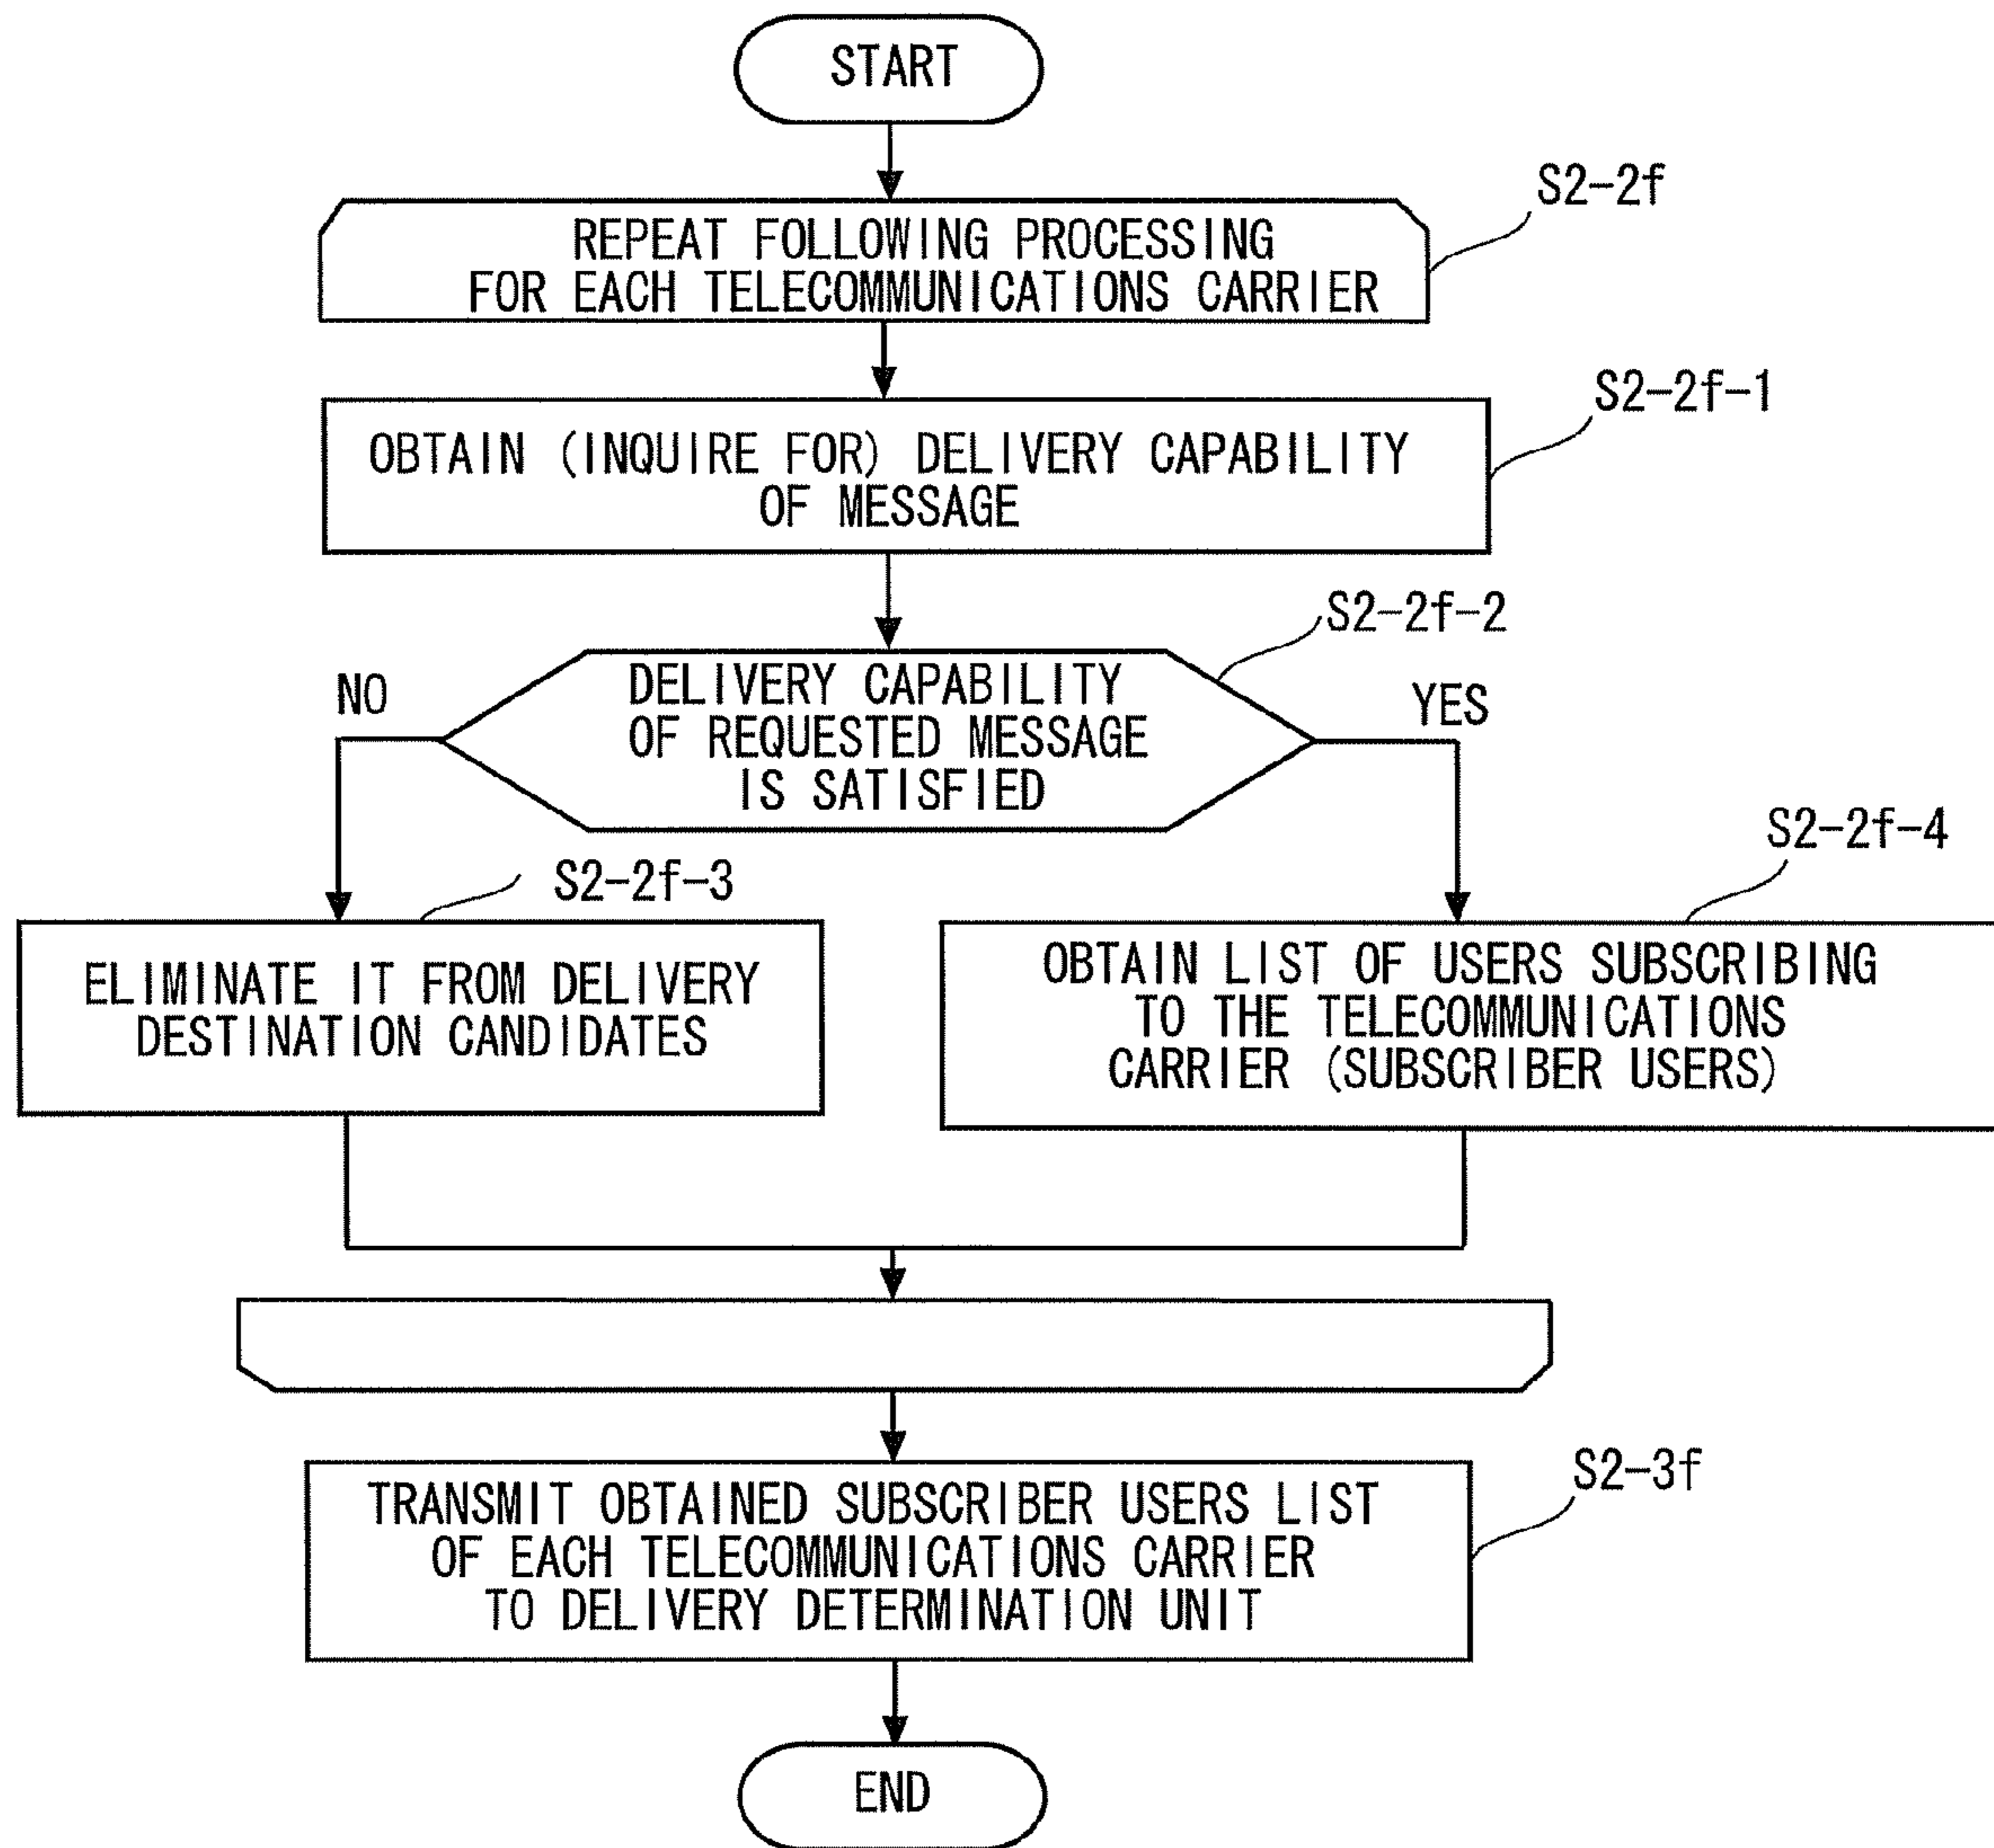 START
S2-2f
REPEAT FOLLOWING PROCESSING
FOR EACH TELECOMMUNICATIONS CARRIER
S2-2f-1
OBTAIN (INQUIRE FOR) DELIVERY CAPABILITY
OF MESSAGE
S2-2f-2
NO
DELIVERY CAPABILITY
OF REQUESTED MESSAGE
IS SATISFIED
YES
S2-2f-3
ELIMINATE IT FROM DELIVERY
DESTINATION CANDIDATES
S2-2f-4
OBTAIN LIST OF USERS SUBSCRIBING
TO THE TELECOMMUNICATIONS
CARRIER (SUBSCRIBER USERS)
S2-3f
TRANSMIT OBTAINED SUBSCRIBER USERS LIST
OF EACH TELECOMMUNICATIONS CARRIER
TO DELIVERY DETERMINATION UNIT
END